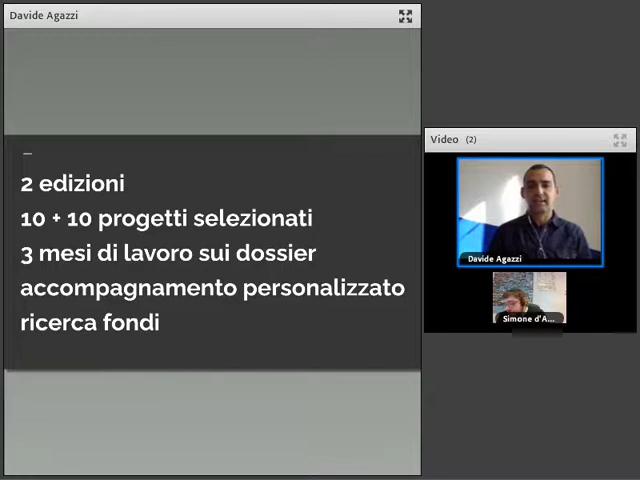 Davide Agazzi
–
2 edizioni
10 + 10 progetti selezionati
3 mesi di lavoro sui dossier
accompagnamento personalizzato
ricerca fondi
Video (2)
Davide Agazzi
Simone d'A...